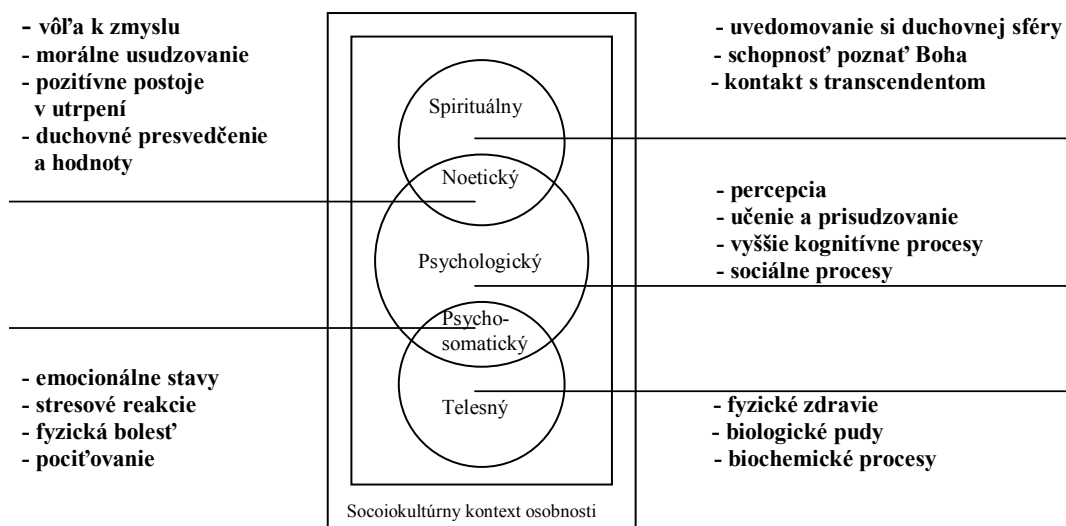 - vôľa k zmyslu
- morálne usudzovanie
- pozitívne postoje
v utrpení
- duchovné presvedčenie
a hodnoty
- uvedomovanie si duchovnej sféry
- schopnosť poznať Boha
- kontakt s transcendentom
Spirituálny
Noetický
- percepcia
- učenie a prisudzovanie
- vyššie kognitívne procesy
- sociálne procesy
Psychologický
Psycho-
somatický
- emocionálne stavy
- stresové reakcie
- fyzická bolesť
- pociťovanie
Telesný
- fyzické zdravie
- biologické pudy
- biochemické procesy
Socoiokultúrny kontext osobnosti